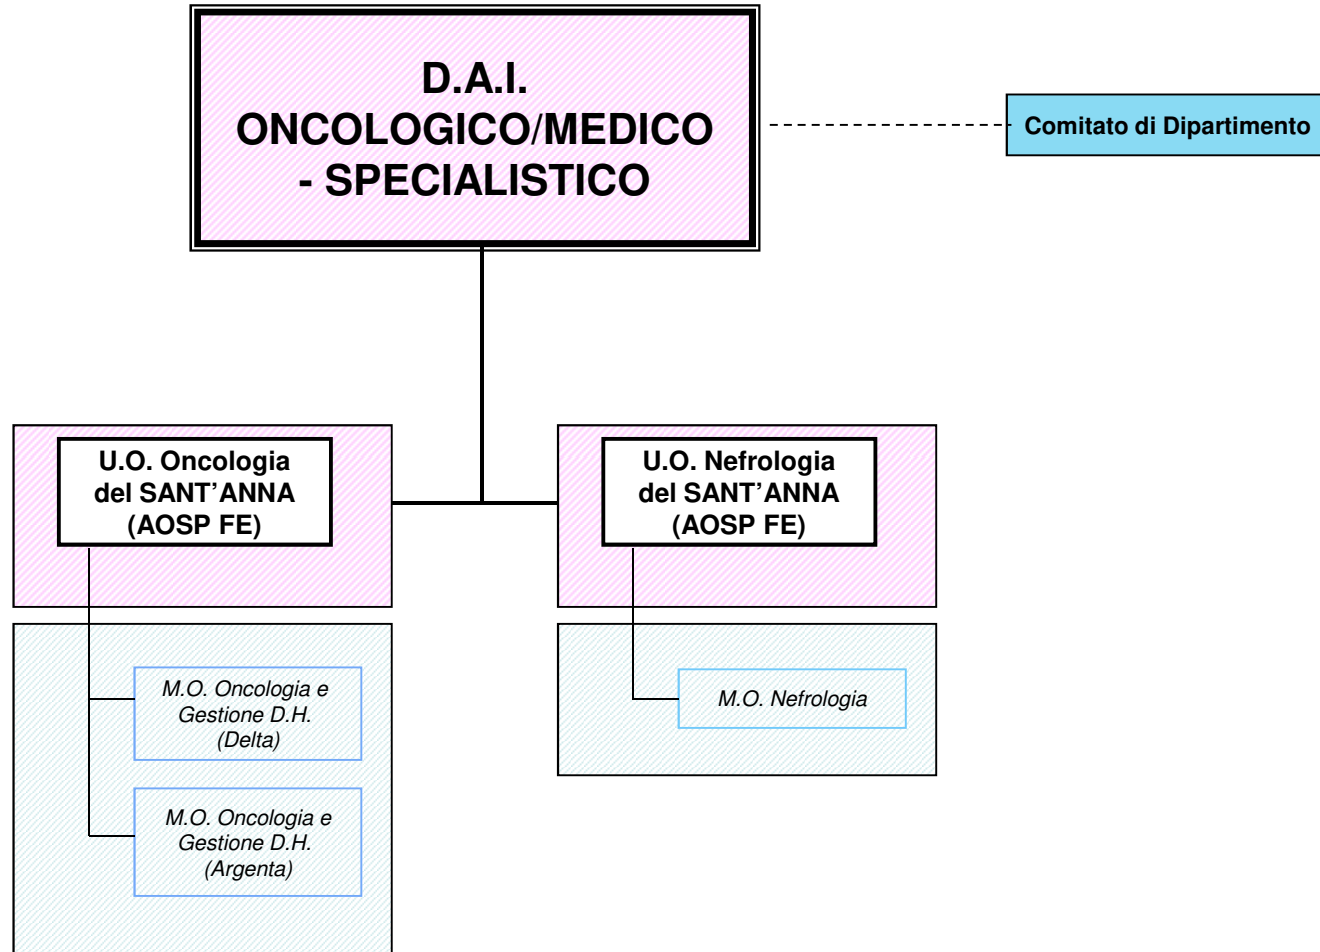 D.A.I.
ONCOLOGICO/MEDICO
- SPECIALISTICO
Comitato di Dipartimento
U.O. Oncologia
del SANT’ANNA
(AOSP FE)
U.O. Nefrologia
del SANT’ANNA
(AOSP FE)
M.O. Oncologia e
Gestione D.H.
(Delta)
M.O. Nefrologia
M.O. Oncologia e
Gestione D.H.
(Argenta)